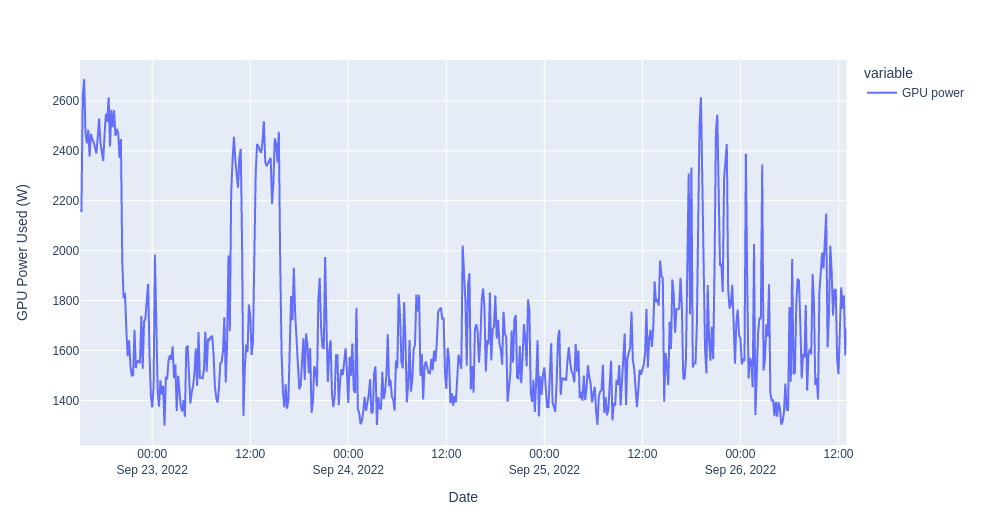 variable
GPU power
GPU Power Used (W)
2600
2400
2200
2000
1800
1600
1400
00:00
Sep 23, 2022
12:00
00:00
Sep 24, 2022
12:00
00:00
Sep 25, 2022
12:00
00:00
Sep 26, 2022
12:00
Date